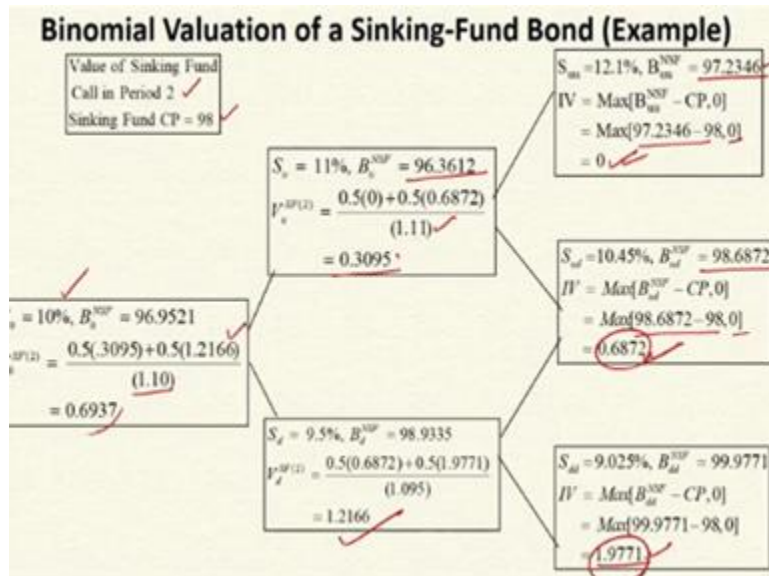 Binomial Valuation of a Sinking-Fund Bond (Example)
Value of Sinking Fund
Call in Period 2
Sinking Fund CP = 98
S_uu =12.1%, B_uu^NSF = 97.2346
IV = Max[B_uu^NSF − CP,0]
= Max[97.2346−98,0]
= 0
S_u = 11%, B_u^NSF = 96.3612
V_u^SF(2) = 0.5(0)+0.5(0.6872)
(1.11)
= 0.3095
S_ud =10.45%, B_ud^NSF = 98.6872
IV = Max[B_ud^NSF − CP,0]
= Max[98.6872−98,0]
= 0.6872
= 10%, B_0^NSF = 96.9521
SF(2) = 0.5(.3095)+0.5(1.2166)
(1.10)
= 0.6937
S_d = 9.5%, B_d^NSF = 98.9335
V_d^SF(2) = 0.5(0.6872)+0.5(1.9771)
(1.095)
= 1.2166
S_dd =9.025%, B_dd^NSF = 99.9771
IV = Max[B_dd^NSF − CP,0]
= Max[99.9771−98,0]
= 1.9771